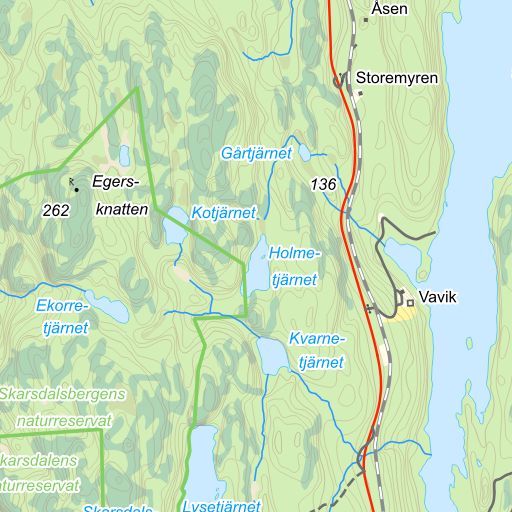 Åsen
Storemyren
Gårtjärnet
Egers-
knatten
262
136
Kotjärnet
Holme-
tjärnet
Vavik
Ekorre-
tjärnet
Kvarne-
tjärnet
Skarsdalsbergens
naturreservat
karsdalens
naturreservat
Skarsdals
Lysetjärnet